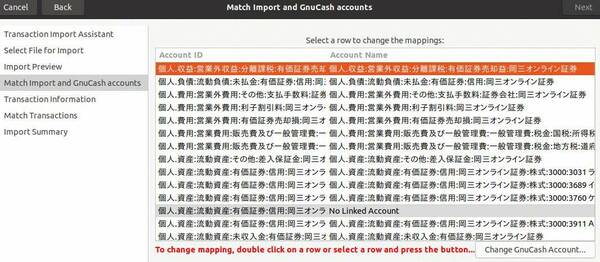 Cancel
Back
Match Import and GnuCash accounts
Next
Transaction Import Assistant
Select File for Import
Import Preview
Match Import and GnuCash accounts
Transaction Information
Match Transactions
Import Summary
Select a row to change the mappings:
Account ID Account Name
個人.収益:営業外収益:分離課税:有価証券売却益 個人.収益:営業外収益:分離課税:有価証券売却益:岡三オンライン証券
個人.負債:流動負債:未払金:有価証券:信用:岡三 個人.負債:流動負債:未払金:有価証券:信用:岡三オンライン証券
個人.費用:営業外費用:その他:支払手数料:証券 個人.費用:営業外費用:その他:支払手数料:証券会社:岡三オンライン証券
個人.費用:営業外費用:利子割引料:岡三オンラ 個人.費用:営業外費用:利子割引料:岡三オンライン証券
個人.費用:営業外費用:有価証券売却損:岡三オン 個人.費用:営業外費用:有価証券売却損:岡三オンライン証券
個人.費用:営業費用:販売費及び一般管理費:一 個人.費用:営業費用:販売費及び一般管理費:一般管理費:租税:国税:所得税
個人.費用:営業費用:販売費及び一般管理費:一 個人.費用:営業費用:販売費及び一般管理費:一般管理費:租税:地方税:道府
個人.資産:流動資産:その他:差入保証金:岡三オ 個人.資産:流動資産:その他:差入保証金:岡三オンライン証券
個人.資産:流動資産:有価証券:信用:岡三オンラ 個人.資産:流動資産:有価証券:信用:岡三オンライン証券:株式:3000:3031 ラ
個人.資産:流動資産:有価証券:信用:岡三オンラ 個人.資産:流動資産:有価証券:信用:岡三オンライン証券:株式:3000:3689 イ
個人.資産:流動資産:有価証券:信用:岡三オンラ 個人.資産:流動資産:有価証券:信用:岡三オンライン証券:株式:3000:3760 ケ
個人.資産:流動資産:有価証券:信用:岡三オンラ No Linked Account
個人.資産:流動資産:有価証券:信用:岡三オンラ 個人.資産:流動資産:有価証券:信用:岡三オンライン証券:株式:3000:3911 A
個人.資産:流動資産:未収入金:有価証券:岡三オ 個人.資産:流動資産:未収入金:有価証券:岡三オンライン証券
To change mapping, double click on a row or select a row and press the button...
Change GnuCash Account...